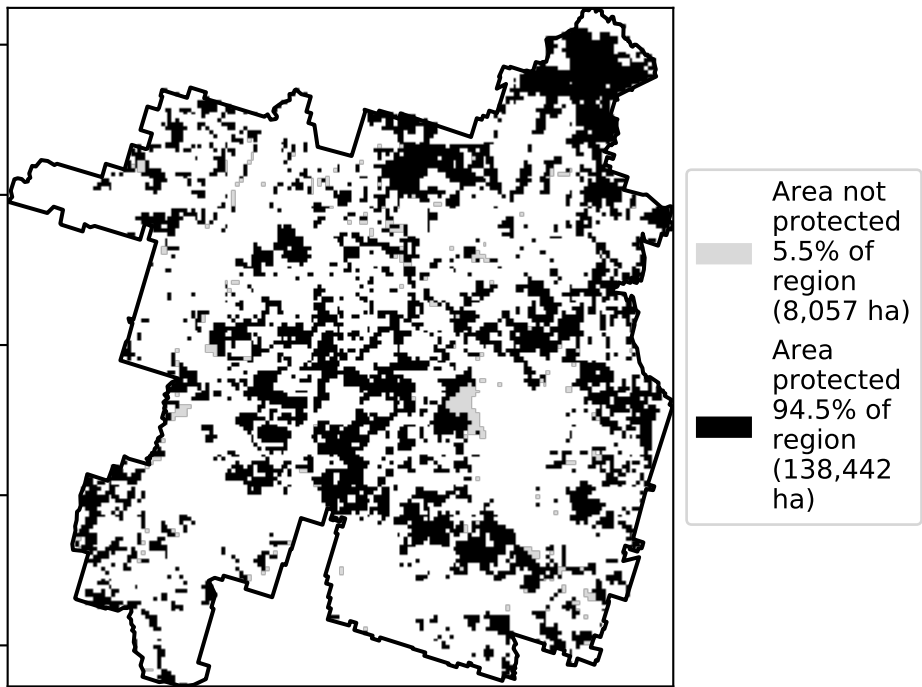 Area not
protected
5.5% of
region
(8,057 ha)
Area
protected
94.5% of
region
(138,442
ha)